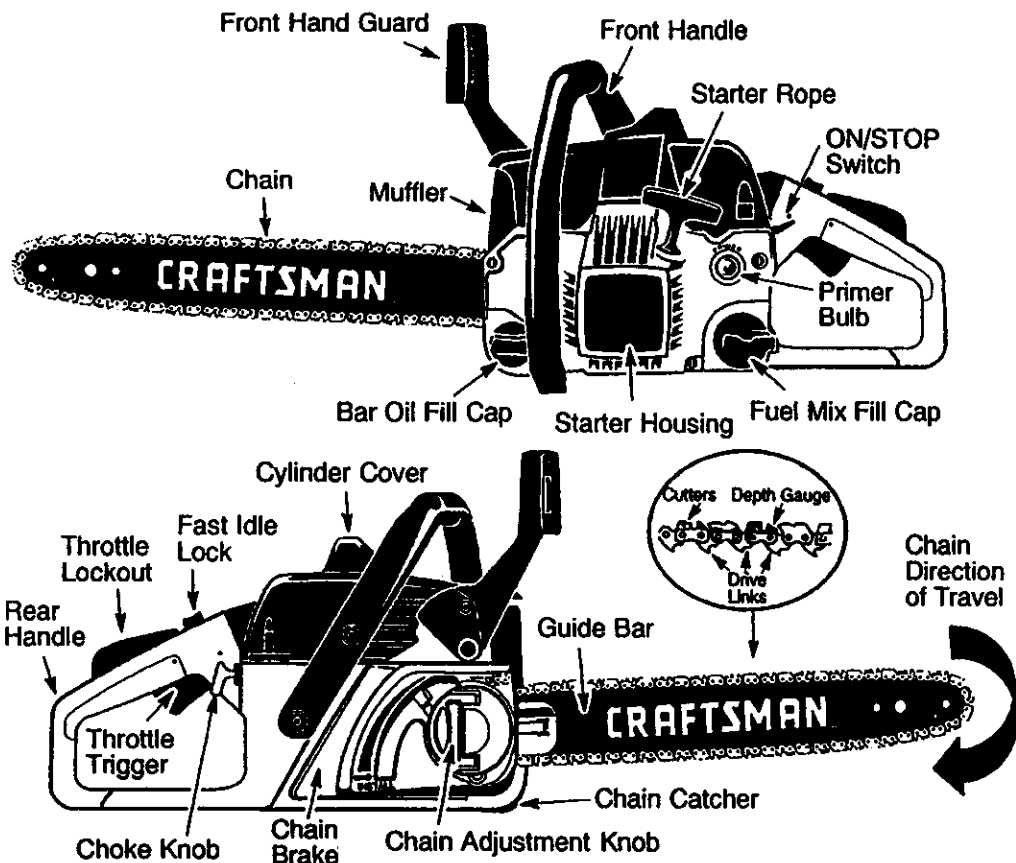 Front Hand Guard
Front Handle
Starter Rope
ON/STOP
Switch
Chain
Muffler
CRAFTSMAN
Primer
Bulb
Bar Oil Fill Cap
Starter Housing
Fuel Mix Fill Cap
Cylinder Cover
Cutters
Depth Gauge
Drive
Links
Fast Idle
Lock
Throttle
Lockout
Rear
Handle
Chain
Direction
of Travel
Guide Bar
CRAFTSMAN
Throttle
Trigger
Chain Catcher
Choke Knob
Chain
Brake
Chain Adjustment Knob